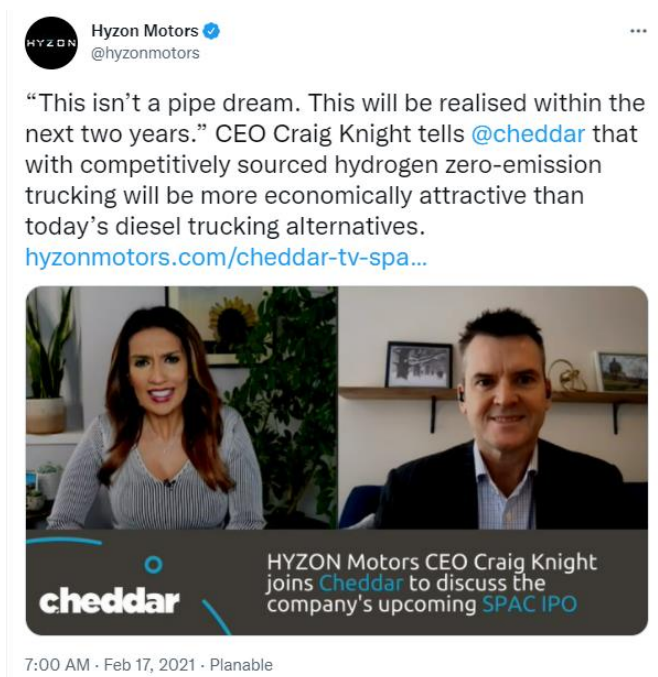 HYZON
Hyzon Motors
@hyzonmotors
“This isn’t a pipe dream. This will be realised within the
next two years.” CEO Craig Knight tells @cheddar that
with competitively sourced hydrogen zero-emission
trucking will be more economically attractive than
today’s diesel trucking alternatives.
hyzonmotors.com/cheddar-tv-spa...
cheddar
HYZON Motors CEO Craig Knight
joins Cheddar to discuss the
company's upcoming SPAC IPO
7:00 AM · Feb 17, 2021 · Planable